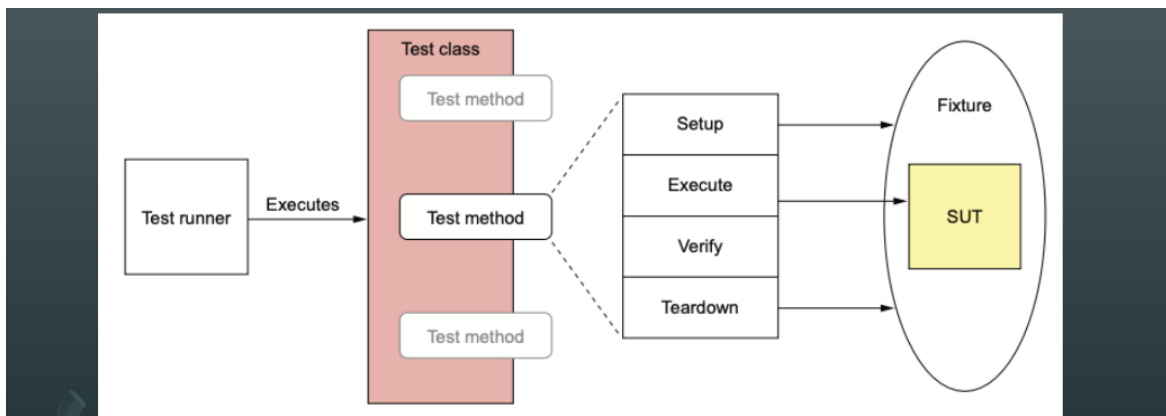 Test class
Test method
Test runner
Executes
Test method
Test method
Setup
Execute
Verify
Teardown
Fixture
SUT